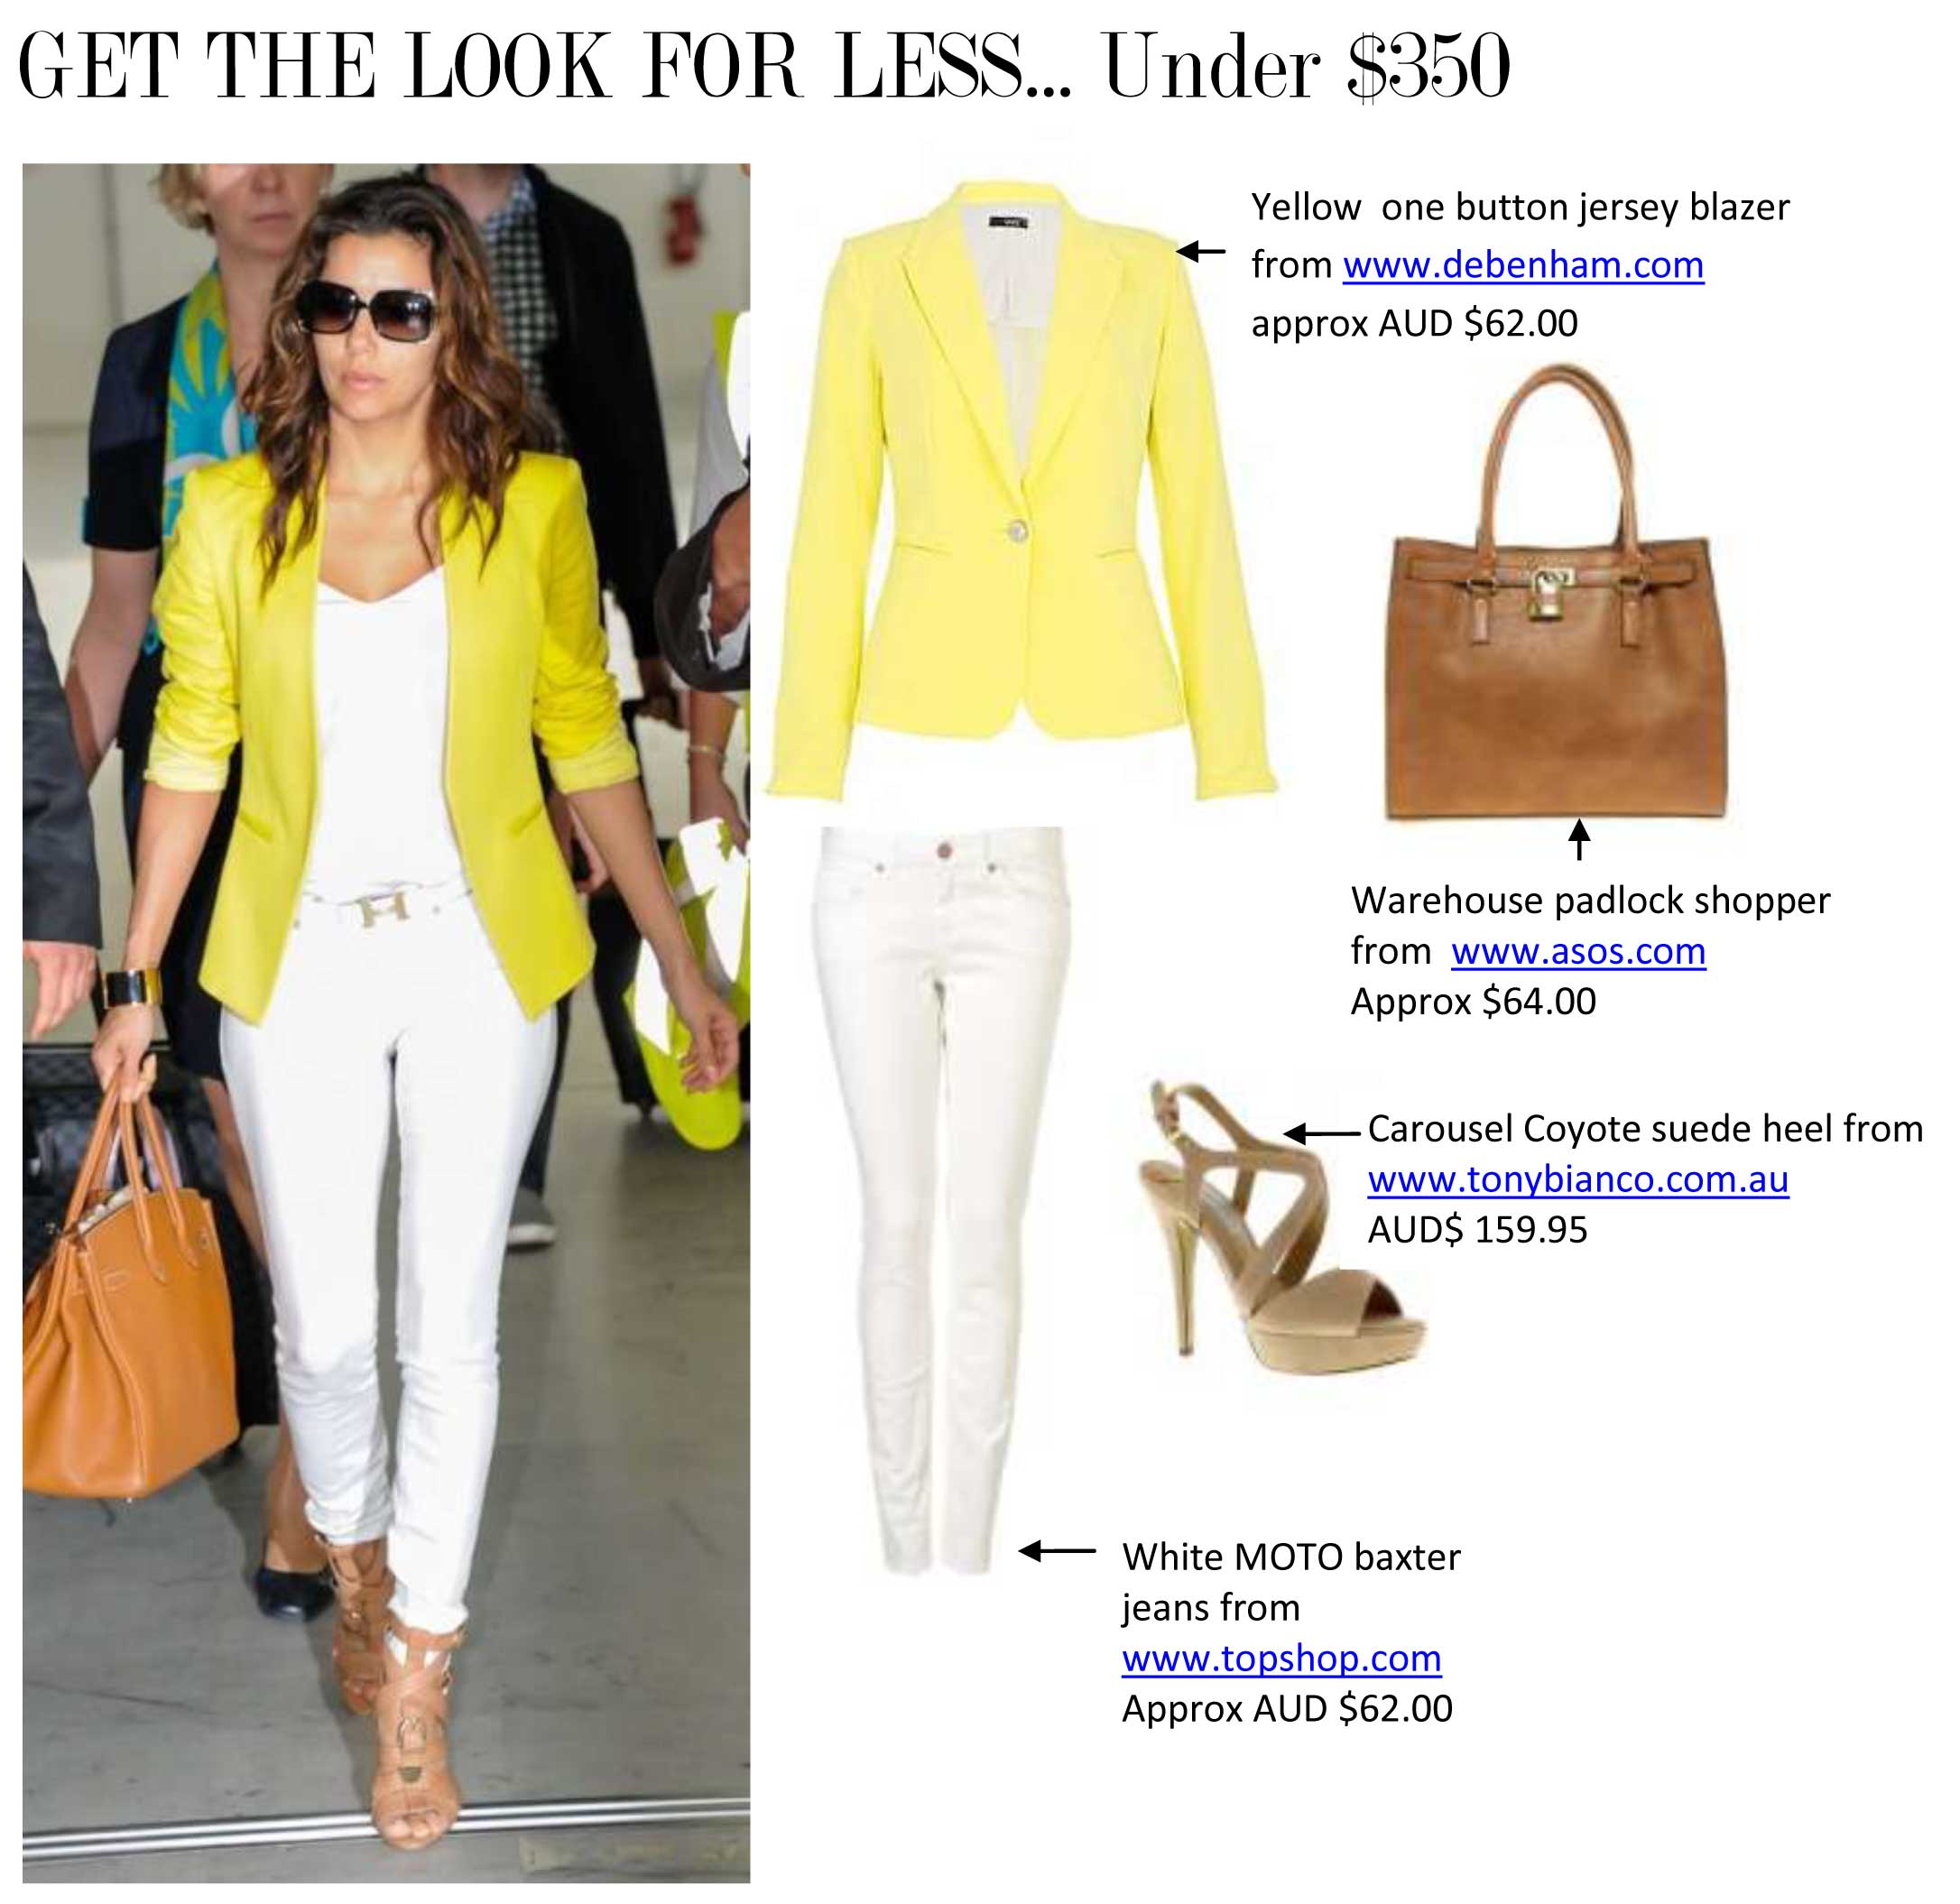 GET THE LOOK FOR LESS... Under $350
Yellow one button jersey blazer
from www.debenham.com
approx AUD $62.00
Warehouse padlock shopper
from www.asos.com
Approx $64.00
Carousel Coyote suede heel from
www.tonybianco.com.au
AUD$ 159.95
White MOTO baxter
jeans from
www.topshop.com
Approx AUD $62.00